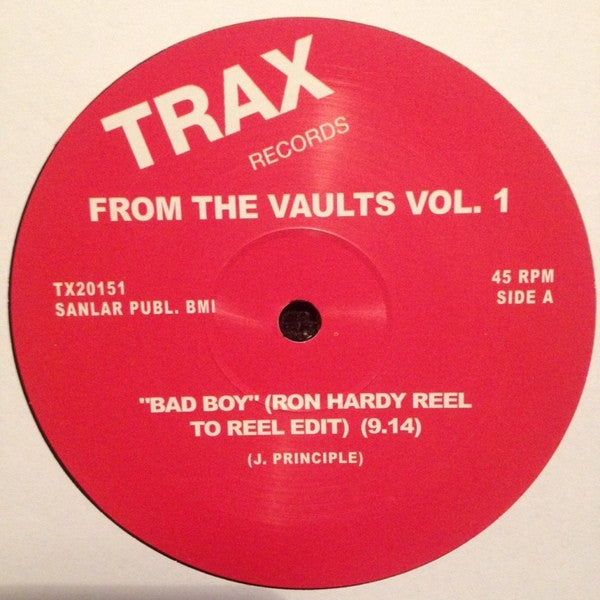 TRAX
RECORDS
FROM THE VAULTS VOL. 1
TX20151
SANLAR PUBL. BMI
45 RPM
SIDE A
"BAD BOY" (RON HARDY REEL
TO REEL EDIT) (9.14)
(J. PRINCIPLE)